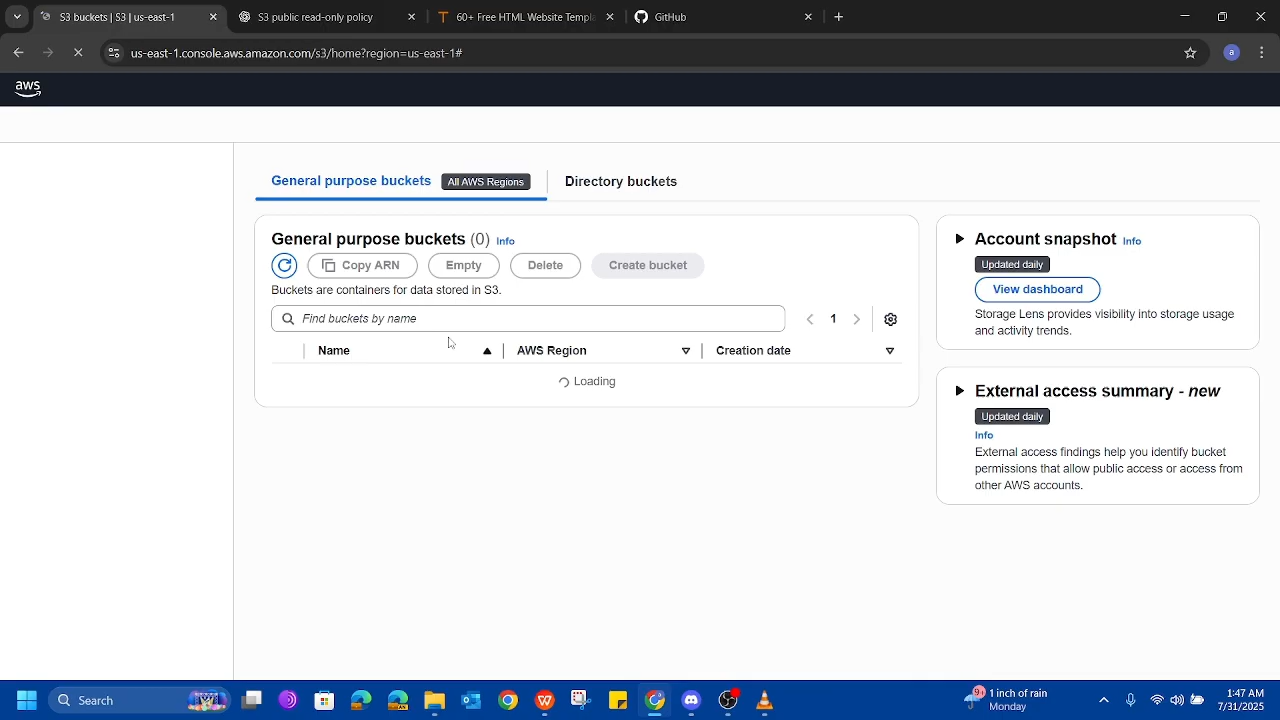 S3 buckets | S3 | us-east-1
S3 public read-only policy
60+ Free HTML Website Templa
GitHub
us-east-1.console.aws.amazon.com/s3/home?region=us-east-1#
a
aws
General purpose buckets
All AWS Regions
Directory buckets
General purpose buckets (0) Info
Copy ARN
Empty
Delete
Create bucket
Buckets are containers for data stored in S3.
Find buckets by name
1
Name
AWS Region
Creation date
Loading
Account snapshot Info
Updated daily
View dashboard
Storage Lens provides visibility into storage usage
and activity trends.
External access summary - new
Updated daily
Info
External access findings help you identify bucket
permissions that allow public access or access from
other AWS accounts.
Search
1 inch of rain
Monday
1:47 AM
7/31/2025